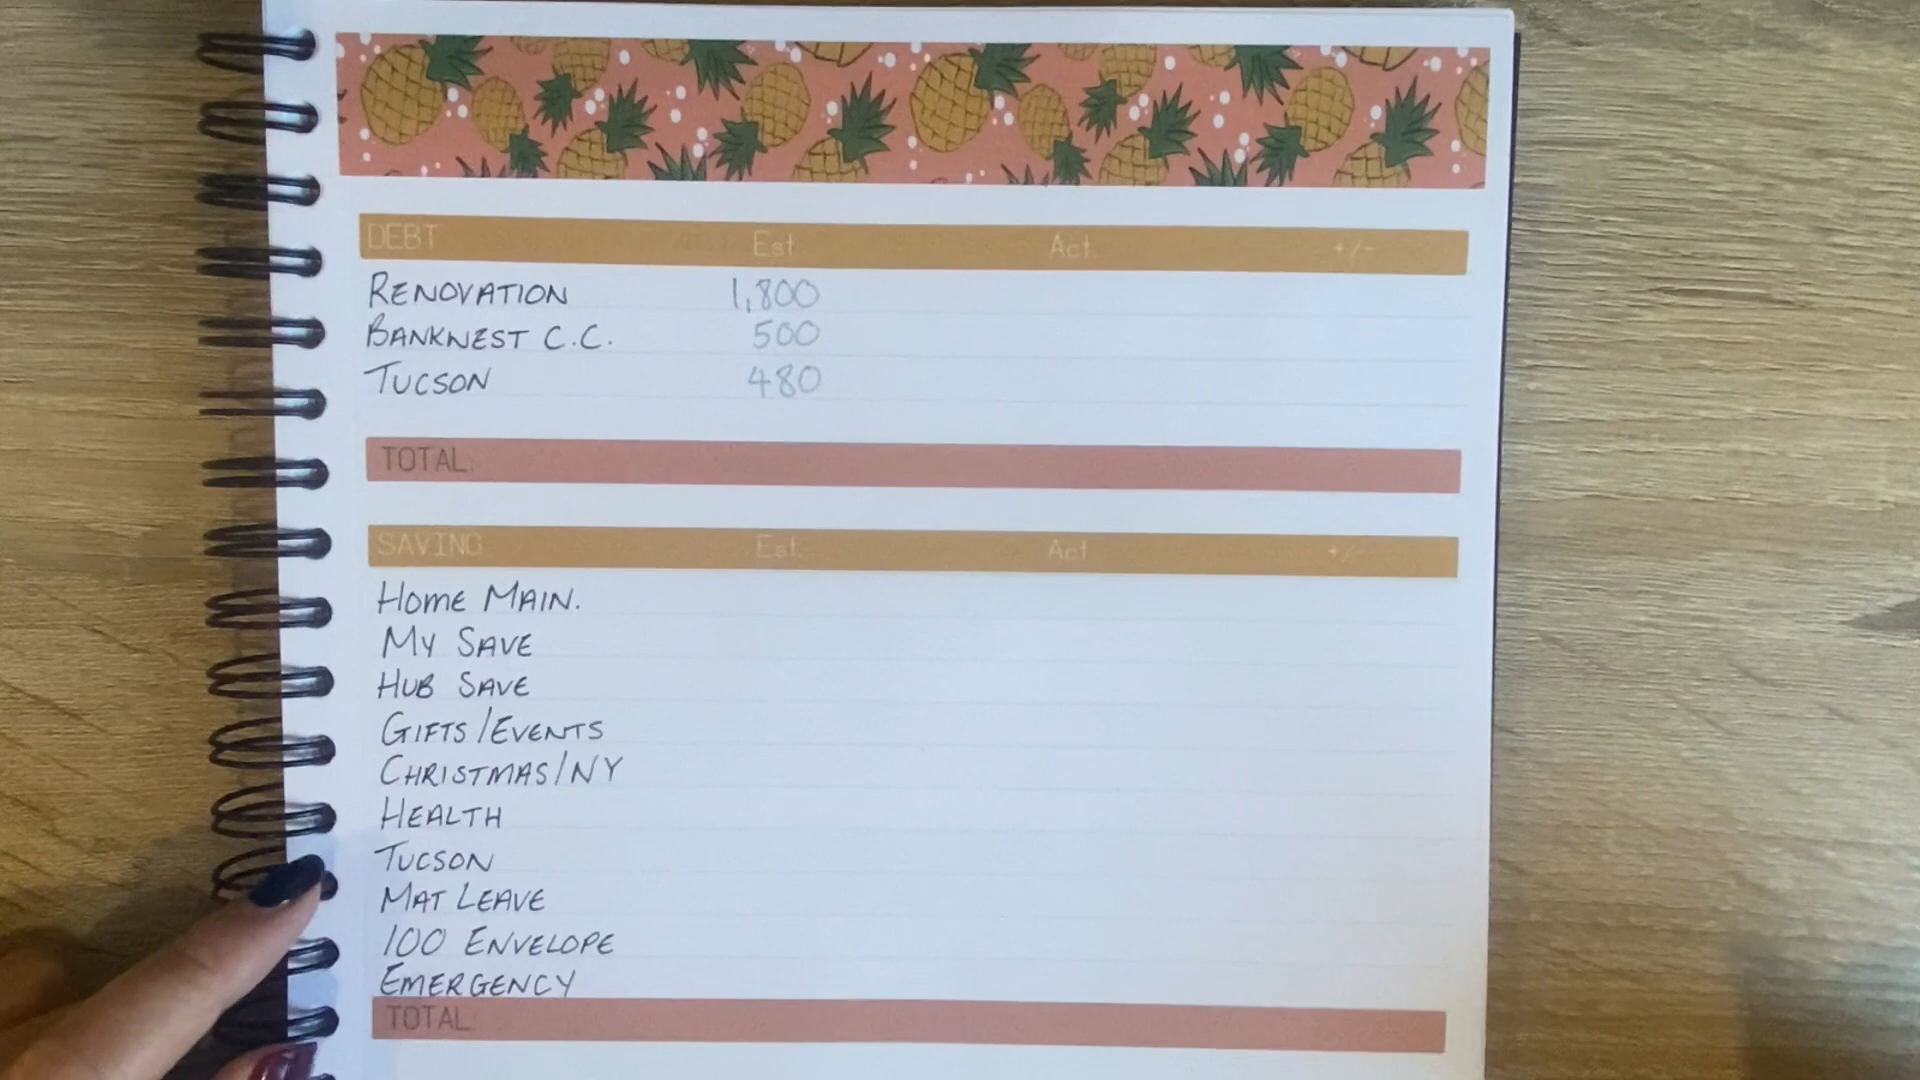 DEBT Est. Act. +/-
RENOVATION 1,800
BANKNEST C.C. 500
TUCSON 480
TOTAL:
SAVING Est. Act. +/-
HOME MAIN.
MY SAVE
HUB SAVE
GIFTS/EVENTS
CHRISTMAS/NY
HEALTH
TUCSON
MAT LEAVE
100 ENVELOPE
EMERGENCY
TOTAL